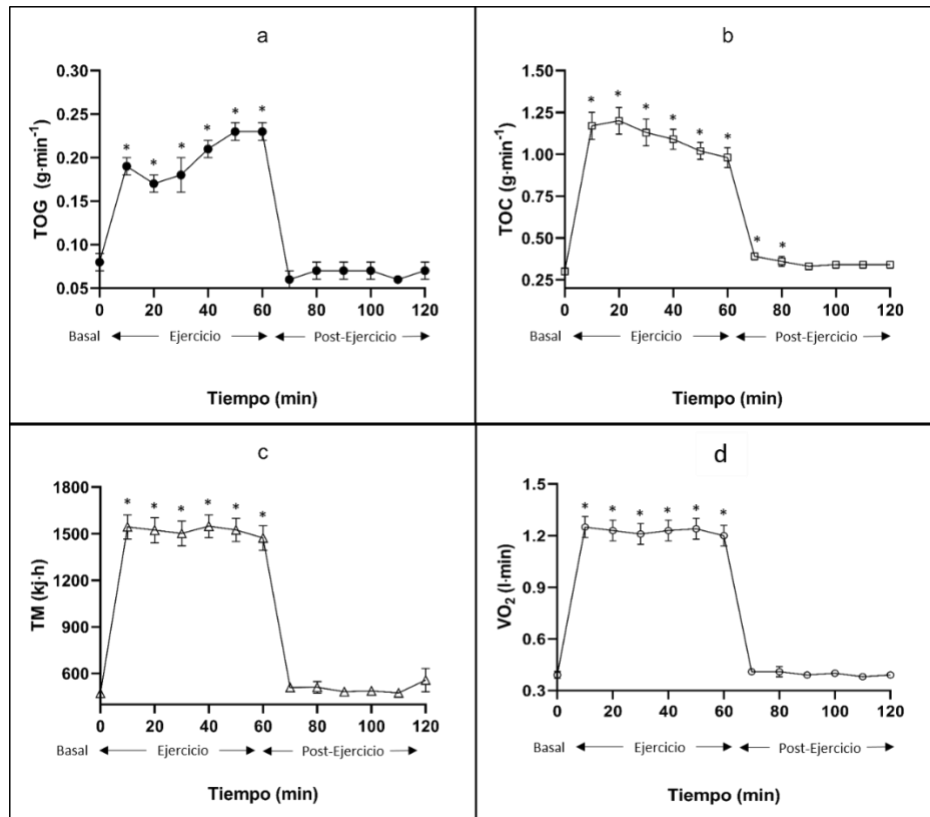 a
TOG (g·min⁻¹)
0.30
0.25
0.20
0.15
0.10
0.05
* * * * * *
0 20 40 60 80 100 120
Basal Ejercicio Post-Ejercicio
Tiempo (min)
b
TOC (g·min⁻¹)
1.50
1.25
1.00
0.75
0.50
0.25
* * * * * * * *
0 20 40 60 80 100 120
Basal Ejercicio Post-Ejercicio
Tiempo (min)
c
TM (kj·h)
1800
1500
1200
900
600
* * * * * *
0 20 40 60 80 100 120
Basal Ejercicio Post-Ejercicio
Tiempo (min)
d
VO₂ (l·min)
1.5
1.2
0.9
0.6
0.3
* * * * * *
0 20 40 60 80 100 120
Basal Ejercicio Post-Ejercicio
Tiempo (min)